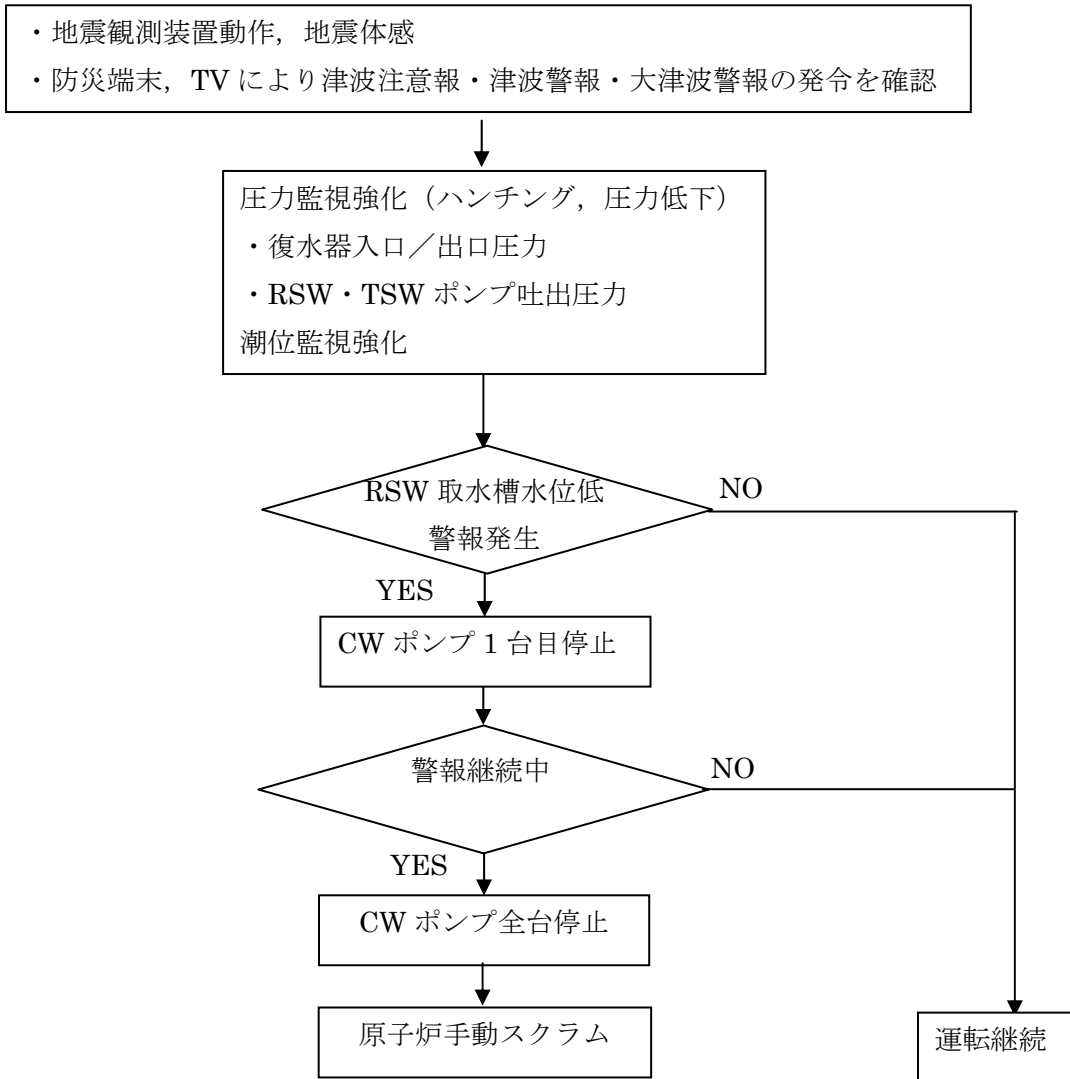 ・地震観測装置動作，地震体感
・防災端末，TV により津波注意報・津波警報・大津波警報の発令を確認
圧力監視強化（ハンチング，圧力低下）
・復水器入口／出口圧力
・RSW・TSW ポンプ吐出圧力
潮位監視強化
RSW 取水槽水位低
警報発生
NO
YES
CW ポンプ 1 台目停止
警報継続中
NO
YES
CW ポンプ全台停止
原子炉手動スクラム
運転継続